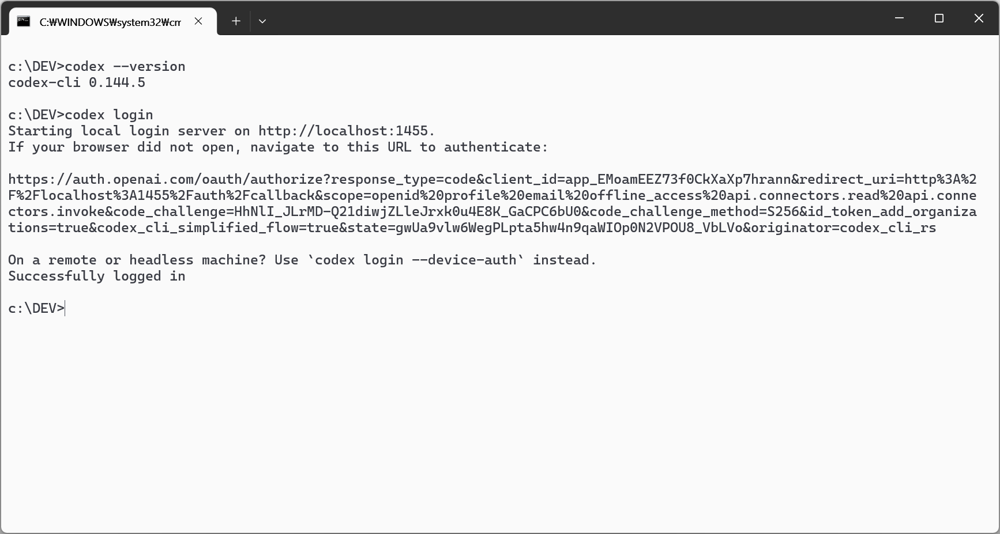 C:₩WINDOWS₩system32₩cm
c:\DEV>codex --version
codex-cli 0.144.5
c:\DEV>codex login
Starting local login server on http://localhost:1455.
If your browser did not open, navigate to this URL to authenticate:
https://auth.openai.com/oauth/authorize?response_type=code&client_id=app_EMoamEEZ73f0CkXaXp7hrann&redirect_uri=http%3A%2
F%2Flocalhost%3A1455%2Fauth%2Fcallback&scope=openid%20profile%20email%20offline_access%20api.connectors.read%20api.conne
ctors.invoke&code_challenge=HhNlI_JLrMD-Q21diwjZLleJrxk0u4E8K_GaCPC6bU0&code_challenge_method=S256&id_token_add_organiza
tions=true&codex_cli_simplified_flow=true&state=gwUa9vlw6WegPLpta5hw4n9qaWIOp0N2VPOU8_VbLVo&originator=codex_cli_rs
On a remote or headless machine? Use `codex login --device-auth` instead.
Successfully logged in
c:\DEV>